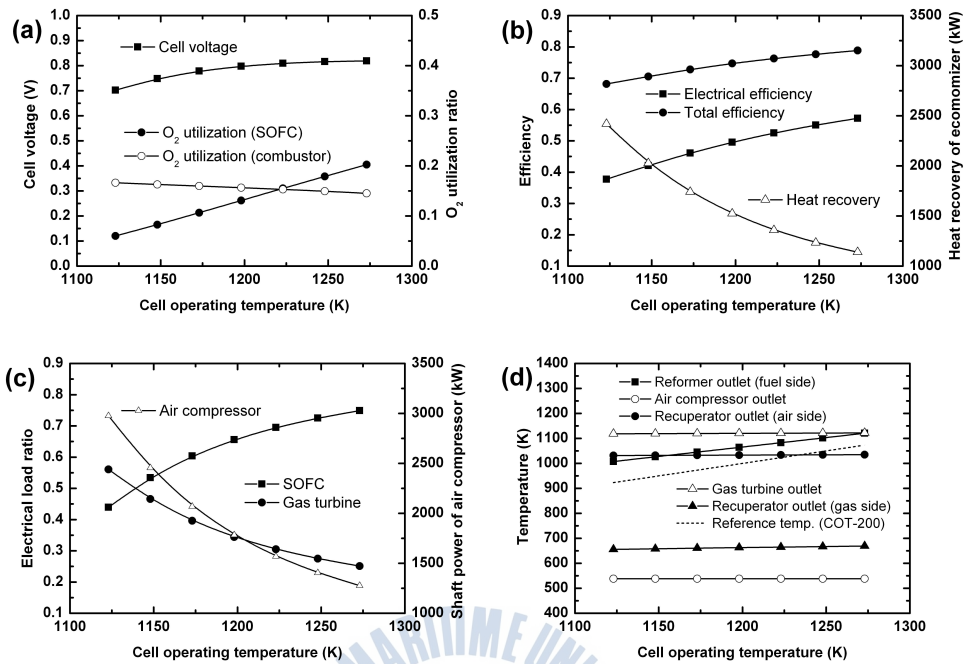 (a)
1.0
0.9
0.8
0.7
0.6
0.5
0.4
0.3
0.2
0.1
0.0
Cell voltage (V)
Cell voltage
O2 utilization (SOFC)
O2 utilization (combustor)
0.5
0.4
0.3
0.2
0.1
0.0
O2 utilization ratio
1100 1150 1200 1250 1300
Cell operating temperature (K)
(b)
0.9
0.8
0.7
0.6
0.5
0.4
0.3
0.2
0.1
Efficiency
Electrical efficiency
Total efficiency
Heat recovery
3500
3000
2500
2000
1500
1000
Heat recovery of ecomomizer (kW)
1100 1150 1200 1250 1300
Cell operating temperature (K)
(c)
0.9
0.8
0.7
0.6
0.5
0.4
0.3
0.2
0.1
Electrical load ratio
Air compressor
SOFC
Gas turbine
3500
3000
2500
2000
1500
1000
Shaft power of air compressor (kW)
1100 1150 1200 1250 1300
Cell operating temperature (K)
(d)
1400
1300
1200
1100
1000
900
800
700
600
500
400
Temperature (K)
Reformer outlet (fuel side)
Air compressor outlet
Recuperator outlet (air side)
Gas turbine outlet
Recuperator outlet (gas side)
Reference temp. (COT-200)
1100 1150 1200 1250 1300
Cell operating temperature (K)
MARITIME UNI